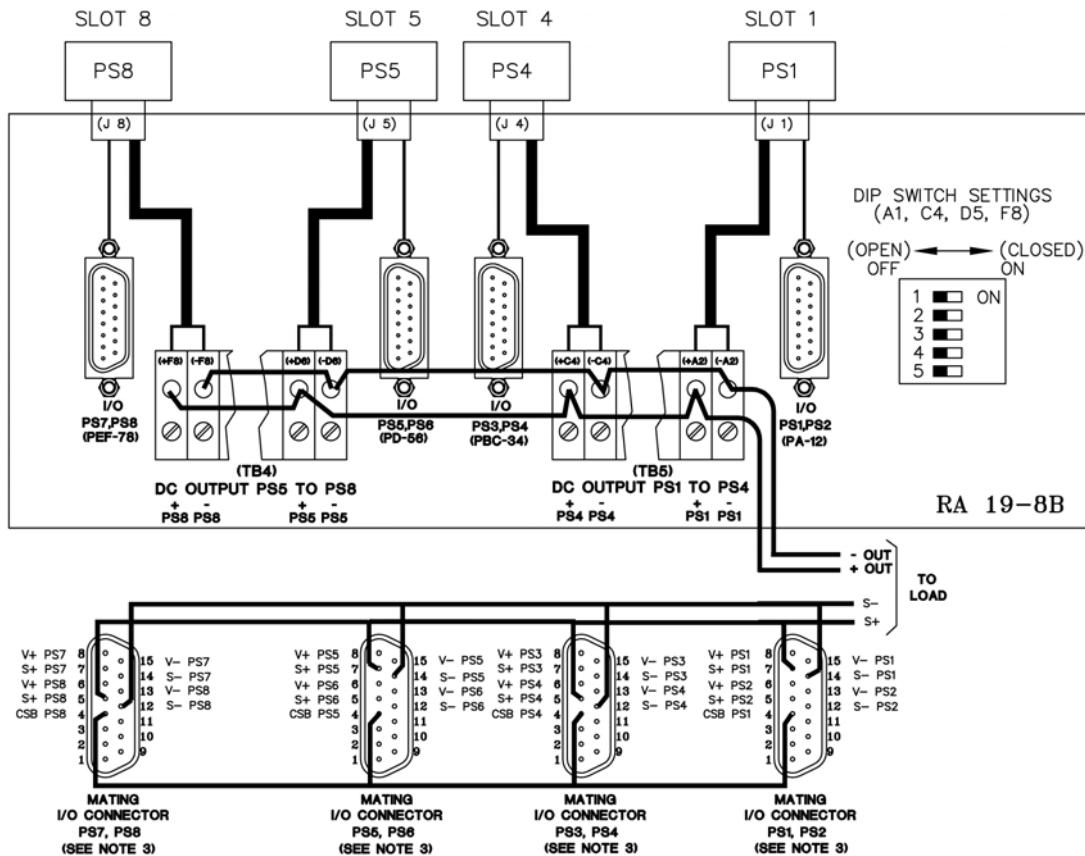 SLOT 8
SLOT 5
SLOT 4
SLOT 1
PS8
PS5
PS4
PS1
(J 8)
(J 5)
(J 4)
(J 1)
DIP SWITCH SETTINGS
(A1, C4, D5, F8)
(OPEN)
(CLOSED)
OFF
ON
1
ON
2
3
4
5
(+F8)
(-F8)
(+D6)
(-D6)
(+C4)
(-C4)
(+A2)
(-A2)
I/O
PS7,PS8
(PEF-78)
I/O
PS5,PS6
(PD-56)
I/O
PS3,PS4
(PBC-34)
I/O
PS1,PS2
(PA-12)
(TB4)
DC OUTPUT PS5 TO PS8
+ - + -
PS8 PS8 PS5 PS5
(TB5)
DC OUTPUT PS1 TO PS4
+ - + -
PS4 PS4 PS1 PS1
RA 19-8B
- OUT
+ OUT
TO
LOAD
S-
S+
V+ PS7 8
S+ PS7 7
V+ PS8 6
S+ PS8 5
CSB PS8 4
3
2
1
15 V- PS7
14 S- PS7
13 V- PS8
12 S- PS8
11
10
9
V+ PS5 8
S+ PS5 7
V+ PS6 6
S+ PS6 5
CSB PS5 4
3
2
1
15 V- PS5
14 S- PS5
13 V- PS6
12 S- PS6
11
10
9
V+ PS3 8
S+ PS3 7
V+ PS4 6
S+ PS4 5
CSB PS4 4
3
2
1
15 V- PS3
14 S- PS3
13 V- PS4
12 S- PS4
11
10
9
V+ PS1 8
S+ PS1 7
V+ PS2 6
S+ PS2 5
CSB PS1 4
3
2
1
15 V- PS1
14 S- PS1
13 V- PS2
12 S- PS2
11
10
9
MATING
I/O CONNECTOR
PS7, PS8
(SEE NOTE 3)
MATING
I/O CONNECTOR
PS5, PS6
(SEE NOTE 3)
MATING
I/O CONNECTOR
PS3, PS4
(SEE NOTE 3)
MATING
I/O CONNECTOR
PS1, PS2
(SEE NOTE 3)